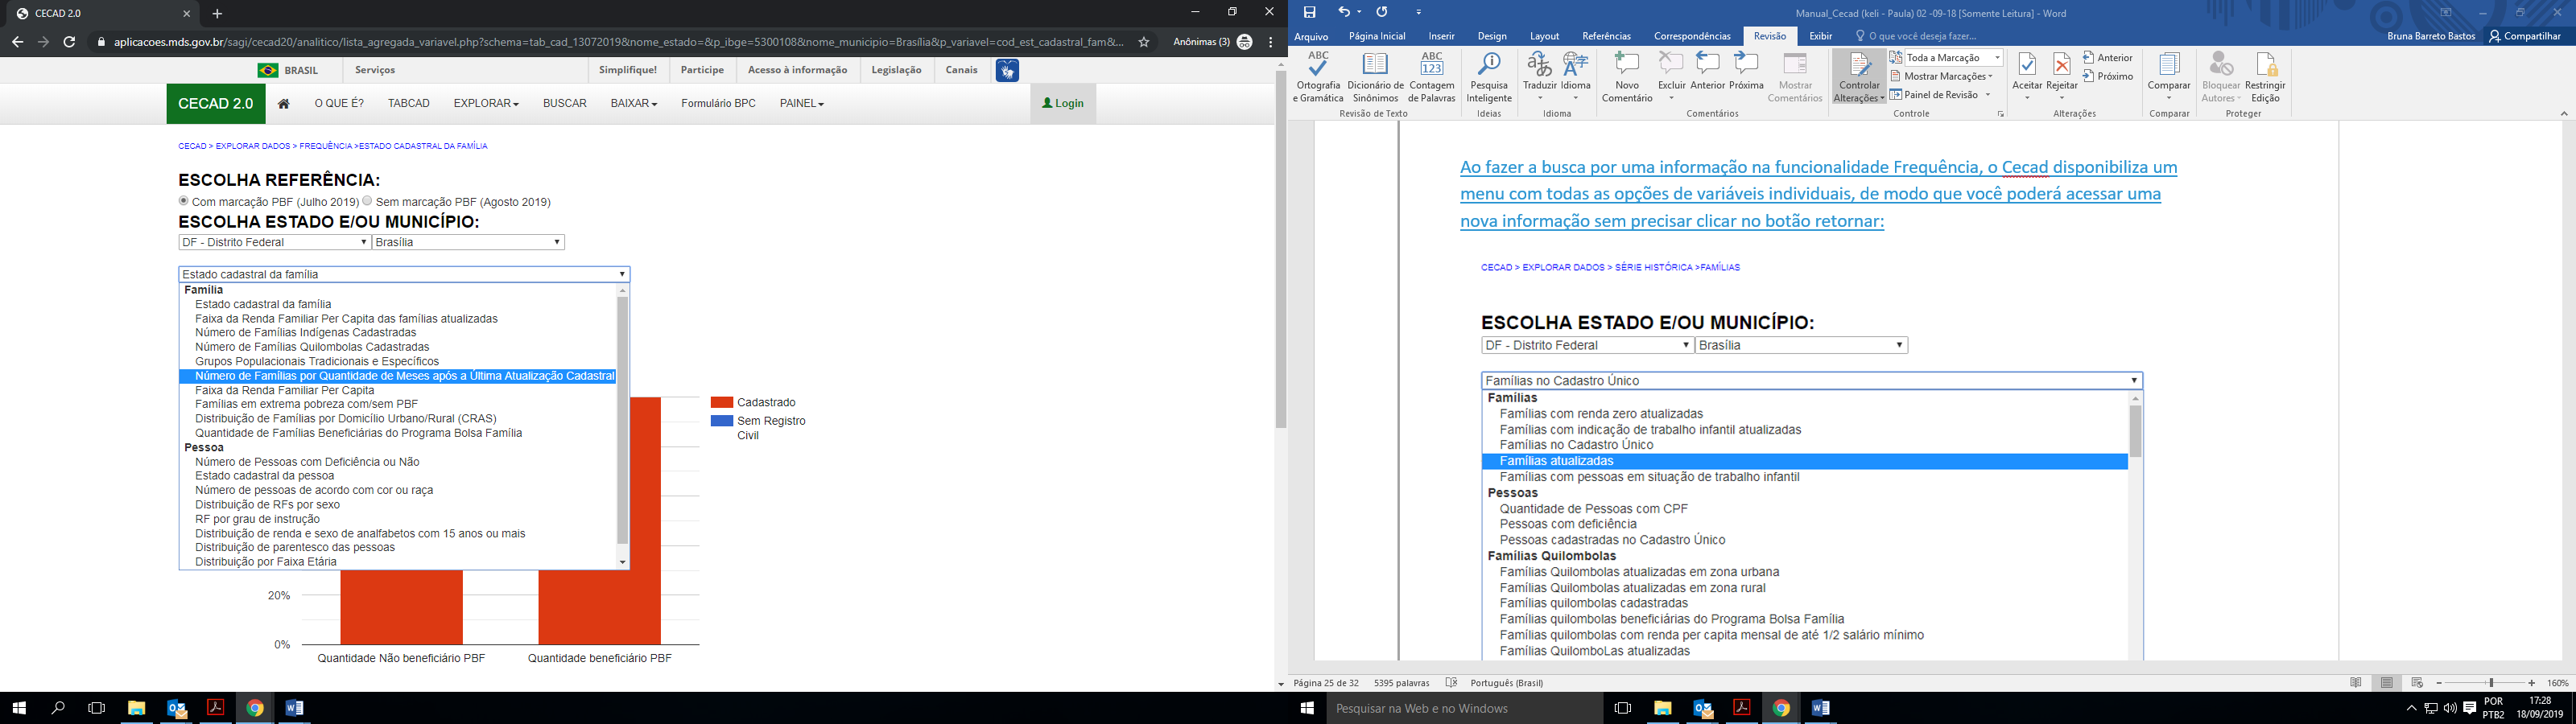 CECAD 2.0
aplicacoes.mds.gov.br/sagi/cecad20/analitico/lista_agregada_variavel.php?schema=tab_cad_13072019&nome_estado=&p_ibge=5300108&nome_municipio=Brasília&p_variavel=cod_est_cadastral_fam&...
Anônimas (3)
BRASIL
Serviços
Simplifique!
Participe
Acesso à informação
Legislação
Canais
CECAD 2.0
O QUE É?
TABCAD
EXPLORAR
BUSCAR
BAIXAR
Formulário BPC
PAINEL
Login
CECAD > EXPLORAR DADOS > FREQUÊNCIA >ESTADO CADASTRAL DA FAMÍLIA
ESCOLHA REFERÊNCIA:
Com marcação PBF (Julho 2019) Sem marcação PBF (Agosto 2019)
ESCOLHA ESTADO E/OU MUNICÍPIO:
DF - Distrito Federal
Brasília
Estado cadastral da família
Família
Estado cadastral da família
Faixa da Renda Familiar Per Capita das famílias atualizadas
Número de Famílias Indígenas Cadastradas
Número de Famílias Quilombolas Cadastradas
Grupos Populacionais Tradicionais e Específicos
Número de Famílias por Quantidade de Meses após a Última Atualização Cadastral
Faixa da Renda Familiar Per Capita
Famílias em extrema pobreza com/sem PBF
Distribuição de Famílias por Domicílio Urbano/Rural (CRAS)
Quantidade de Famílias Beneficiárias do Programa Bolsa Família
Pessoa
Número de Pessoas com Deficiência ou Não
Estado cadastral da pessoa
Número de pessoas de acordo com cor ou raça
Distribuição de RFs por sexo
RF por grau de instrução
Distribuição de renda e sexo de analfabetos com 15 anos ou mais
Distribuição de parentesco das pessoas
Distribuição por Faixa Etária
Cadastrado
Sem Registro
Civil
20%
0%
Quantidade Não beneficiário PBF
Quantidade beneficiário PBF
Manual_Cecad (keli - Paula) 02 -09-18 [Somente Leitura] - Word
Arquivo
Página Inicial
Inserir
Design
Layout
Referências
Correspondências
Revisão
Exibir
O que você deseja fazer...
Bruna Barreto Bastos
Compartilhar
ABC
Ortografia
e Gramática
Dicionário de
Sinônimos
ABC
123
Contagem
de Palavras
Revisão de Texto
Pesquisa
Inteligente
Ideias
Traduzir
Idioma
Idioma
Novo
Comentário
Excluir
Anterior
Próxima
Mostrar
Comentários
Comentários
Controlar
Alterações
Toda a Marcação
Mostrar Marcações
Painel de Revisão
Controle
Aceitar
Rejeitar
Anterior
Próximo
Alterações
Comparar
Comparar
Bloquear
Autores
Restringir
Edição
Proteger
Ao fazer a busca por uma informação na funcionalidade Frequência, o Cecad disponibiliza um
menu com todas as opções de variáveis individuais, de modo que você poderá acessar uma
nova informação sem precisar clicar no botão retornar:
CECAD > EXPLORAR DADOS > SÉRIE HISTÓRICA >FAMÍLIAS
ESCOLHA ESTADO E/OU MUNICÍPIO:
DF - Distrito Federal
Brasília
Famílias no Cadastro Único
Famílias
Famílias com renda zero atualizadas
Famílias com indicação de trabalho infantil atualizadas
Famílias no Cadastro Único
Famílias atualizadas
Famílias com pessoas em situação de trabalho infantil
Pessoas
Quantidade de Pessoas com CPF
Pessoas com deficiência
Pessoas cadastradas no Cadastro Único
Famílias Quilombolas
Famílias Quilombolas atualizadas em zona urbana
Famílias Quilombolas atualizadas em zona rural
Famílias quilombolas cadastradas
Famílias quilombolas beneficiárias do Programa Bolsa Família
Famílias quilombolas com renda per capita mensal de até 1/2 salário mínimo
Famílias QuilomboLas atualizadas
Página 25 de 32
5395 palavras
Português (Brasil)
160%
Pesquisar na Web e no Windows
POR
PTB2
17:28
18/09/2019